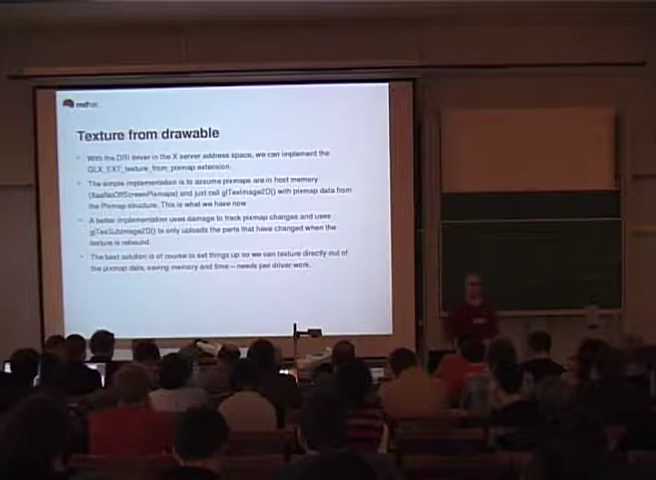 redhat.
Texture from drawable
With the DRI driver in the X server address space, we can implement the
GLX_EXT_texture_from_pixmap extension.
The simple implementation is to assume pixmaps are in host memory
(XaaNoOffScreenPixmaps) and just call glTexImage2D() with pixmap data from
the Pixmap structure. This is what we have now
A better implementation uses damage to track pixmap changes and uses
glTexSubImage2D() to only uploads the parts that have changed when the
texture is rebound.
The best solution is of course to set things up so we can texture directly out of
the pixmap data, saving memory and time – needs per driver work.